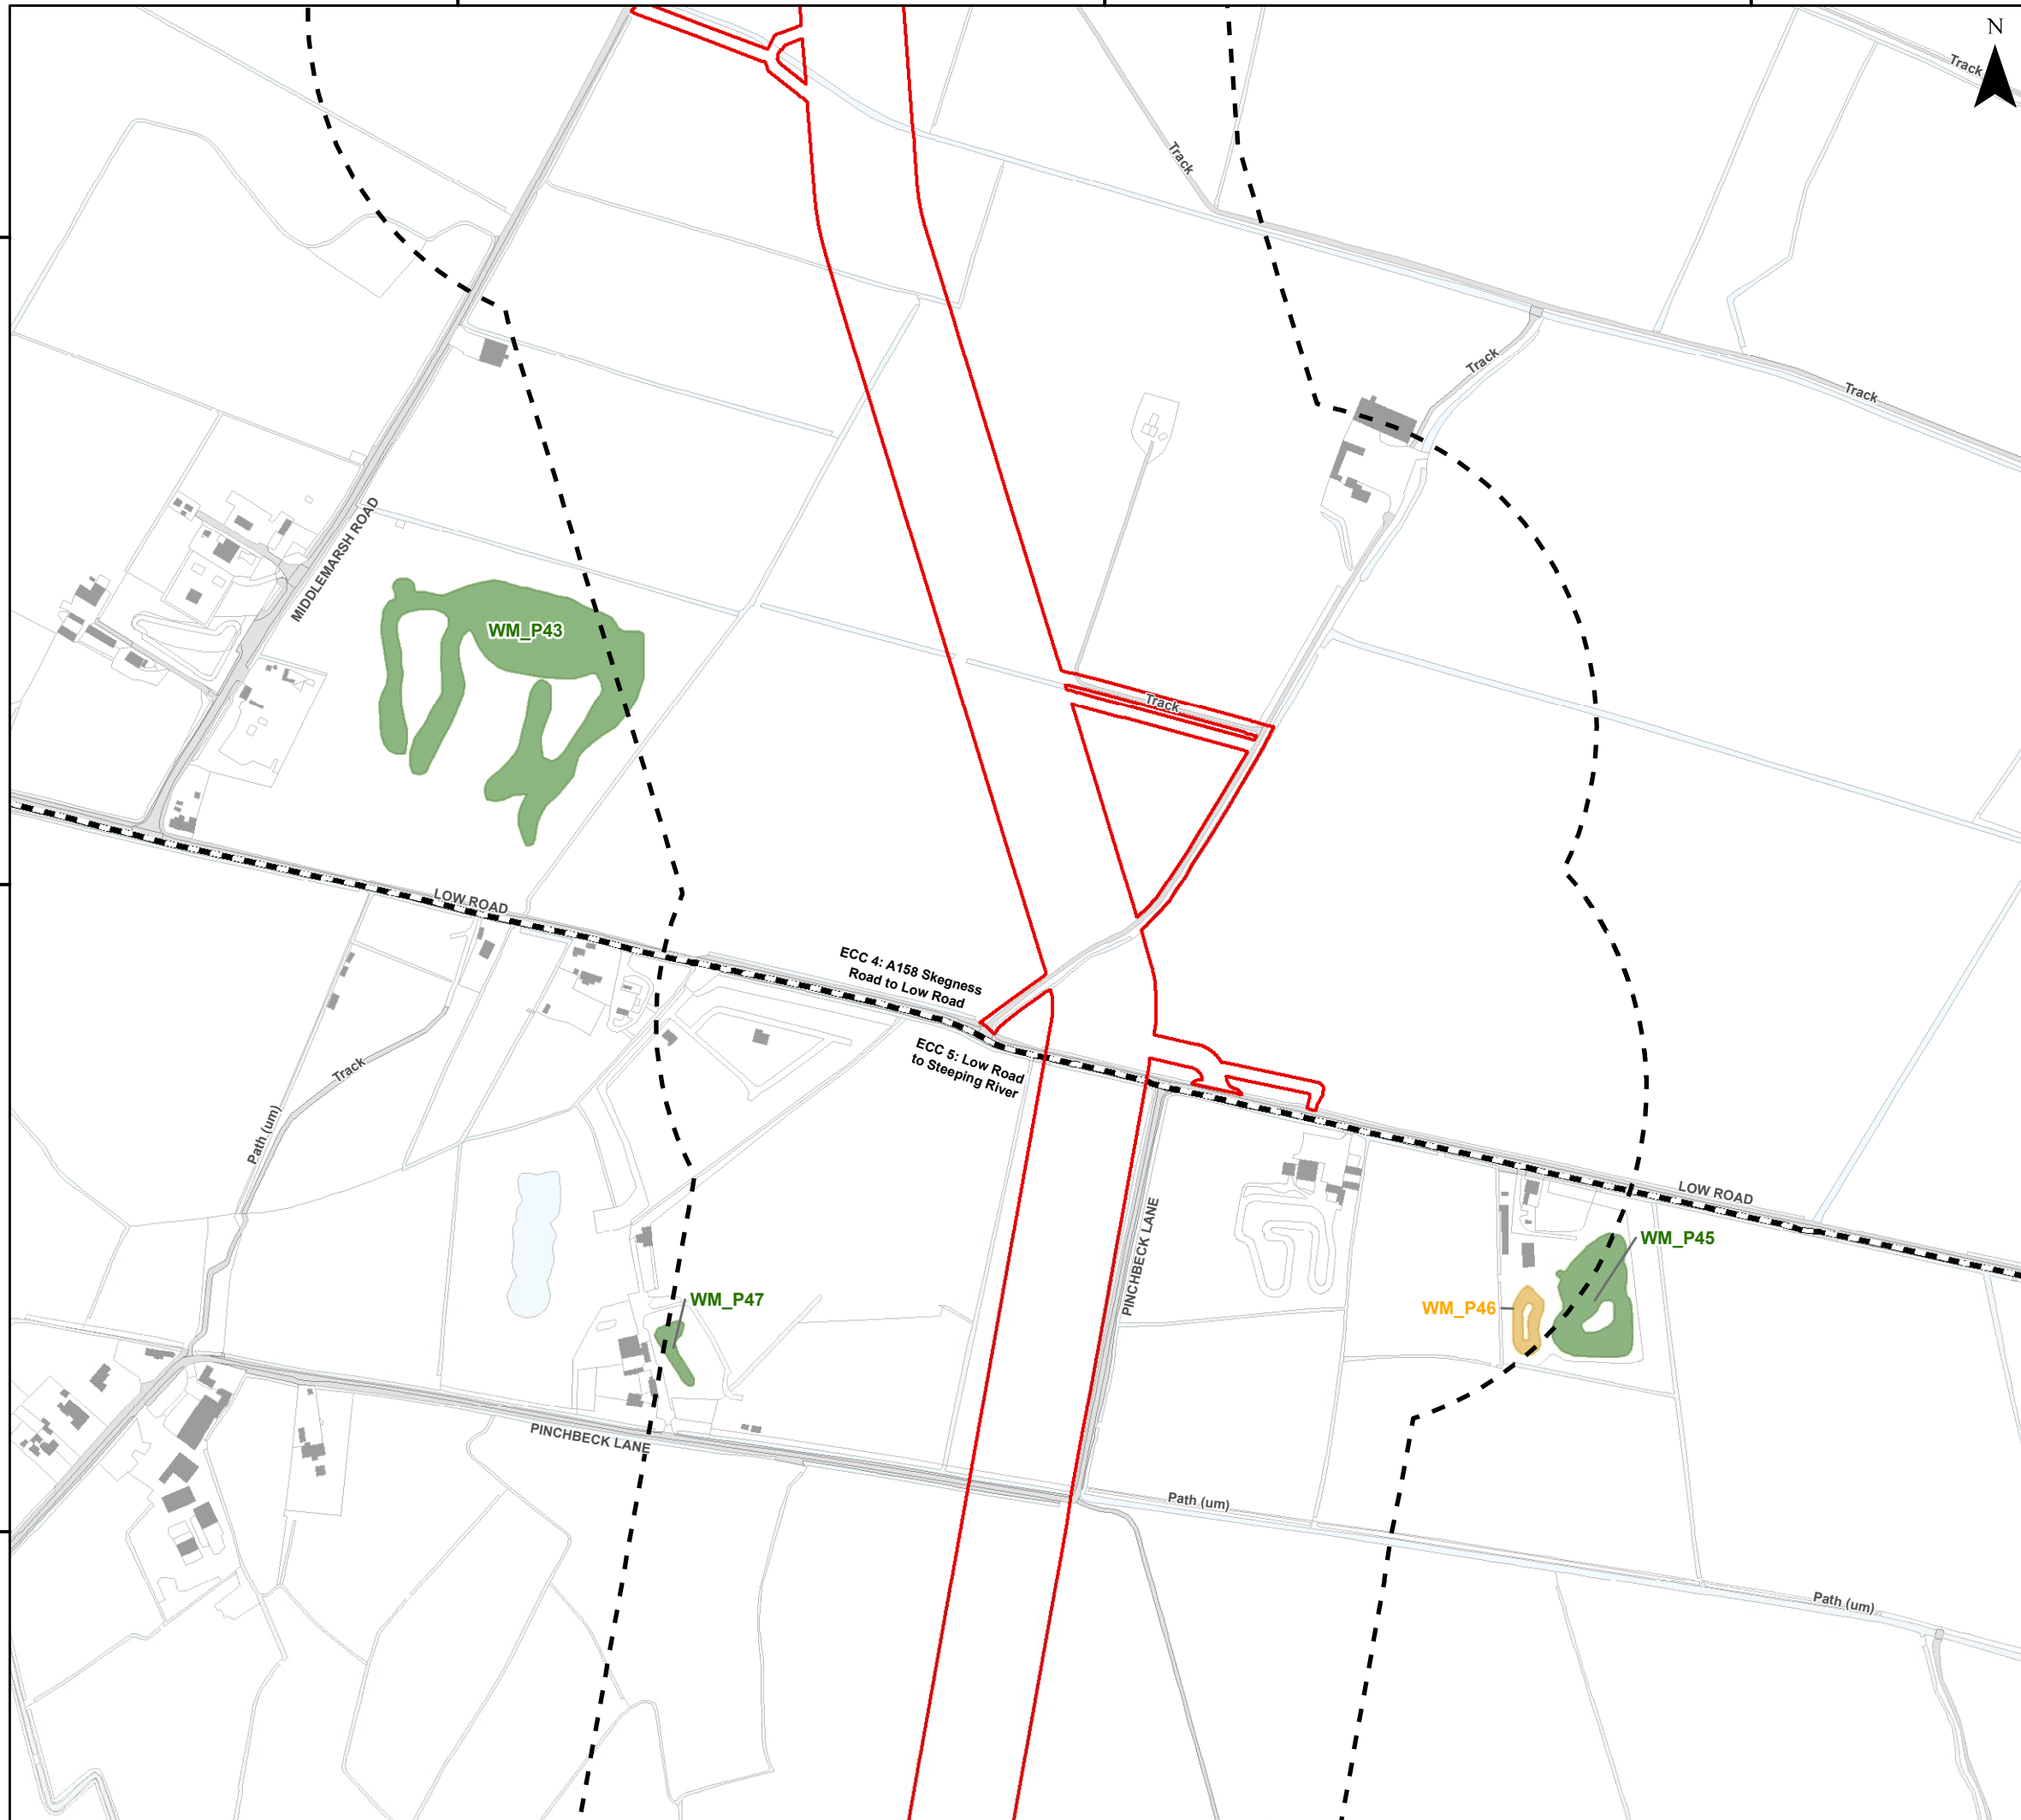 N
Track
Track
Track
Track
MIDDLEMARSH ROAD
WM_P43
Track
LOW ROAD
ECC 4: A158 Skegness
Road to Low Road
ECC 5: Low Road
to Steeping River
Track
Path (um)
PINCHBECK LANE
LOW ROAD
WM_P45
WM_P47
WM_P46
PINCHBECK LANE
Path (um)
Path (um)